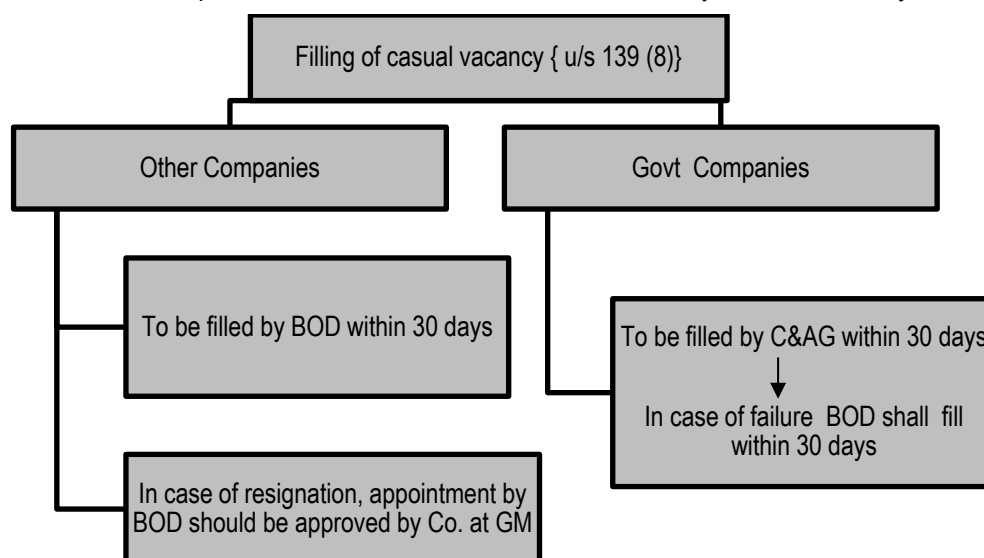 Filling of casual vacancy { u/s 139 (8)}
Other Companies
Govt Companies
To be filled by BOD within 30 days
To be filled by C&AG within 30 days
In case of failure BOD shall fill
within 30 days
In case of resignation, appointment by
BOD should be approved by Co. at GM